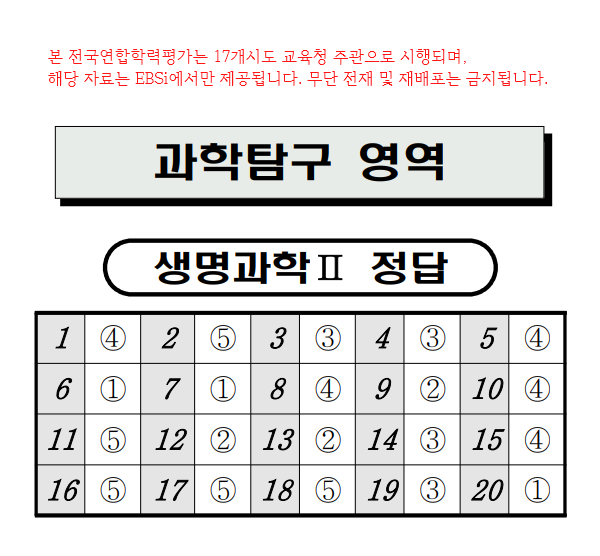 본 전국연합학력평가는 17개시도 교육청 주관으로 시행되며,
해당 자료는 EBSi에서만 제공됩니다. 무단 전재 및 재배포는 금지됩니다.
과학탐구 영역
생명과학Ⅱ 정답
1 ④ 2 ⑤ 3 ③ 4 ③ 5 ④
6 ① 7 ① 8 ④ 9 ② 10 ④
11 ⑤ 12 ② 13 ② 14 ③ 15 ④
16 ⑤ 17 ⑤ 18 ⑤ 19 ③ 20 ①